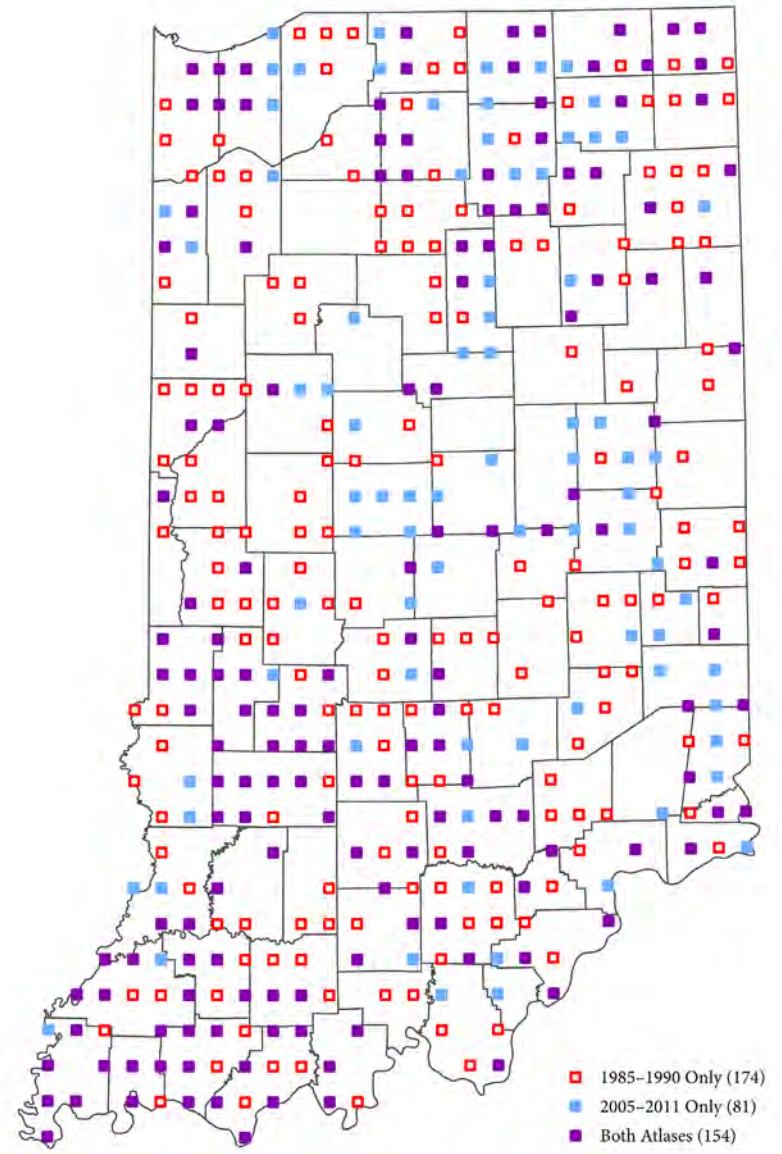 1985–1990 Only (174)
2005–2011 Only (81)
Both Atlases (154)